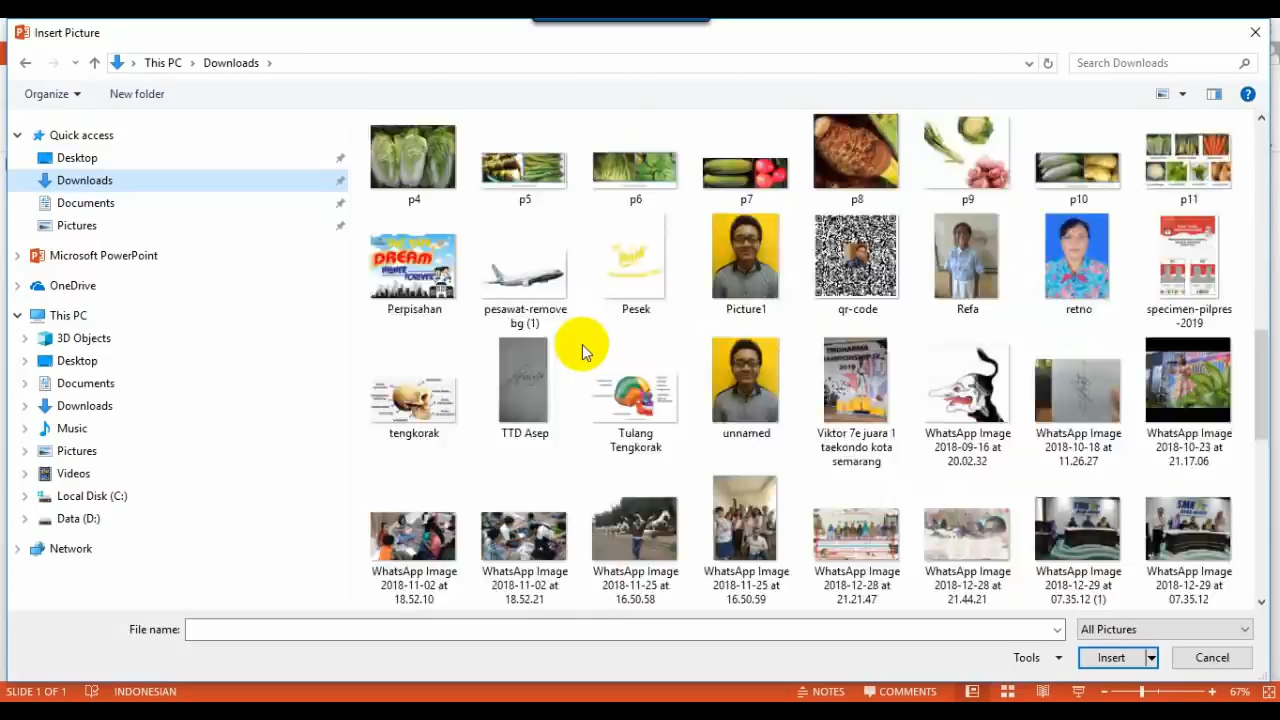 Insert Picture
This PC
Downloads
Search Downloads
Organize
New folder
Quick access
Desktop
Downloads
Documents
Pictures
Microsoft PowerPoint
OneDrive
This PC
3D Objects
Desktop
Documents
Downloads
Music
Pictures
Videos
Local Disk (C:)
Data (D:)
Network
p4
p5
p6
p7
p8
p9
p10
p11
DREAM
Perpisahan
pesawat-remove
bg (1)
Pesek
Picture1
qr-code
Refa
retno
specimen-pilpres
-2019
tengkorak
TTD Asep
Tulang
Tengkorak
unnamed
Viktor 7e juara 1
taekondo kota
semarang
WhatsApp Image
2018-09-16 at
20.02.32
WhatsApp Image
2018-10-18 at
11.26.27
WhatsApp Image
2018-10-23 at
21.17.06
WhatsApp Image
2018-11-02 at
18.52.10
WhatsApp Image
2018-11-02 at
18.52.21
WhatsApp Image
2018-11-25 at
16.50.58
WhatsApp Image
2018-11-25 at
16.50.59
WhatsApp Image
2018-12-28 at
21.21.47
WhatsApp Image
2018-12-28 at
21.44.21
WhatsApp Image
2018-12-29 at
07.35.12 (1)
WhatsApp Image
2018-12-29 at
07.35.12
File name:
All Pictures
Tools
Insert
Cancel
SLIDE 1 OF 1
INDONESIAN
NOTES
COMMENTS
67%